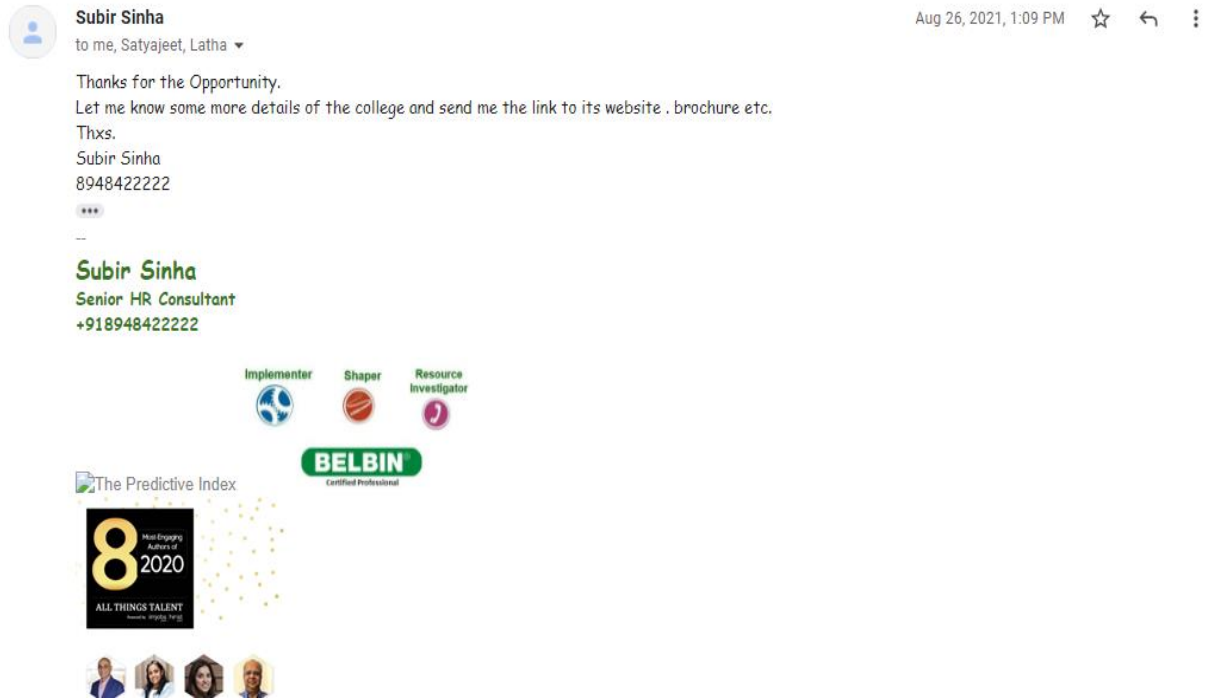 Subir Sinha
Aug 26, 2021, 1:09 PM
to me, Satyajeet, Latha
Thanks for the Opportunity.
Let me know some more details of the college and send me the link to its website . brochure etc.
Thxs.
Subir Sinha
8948422222
--
Subir Sinha
Senior HR Consultant
+918948422222
Implementer
Shaper
Resource
Investigator
BELBIN®
Certified Professional
The Predictive Index
8
Most-Engaging
Authors of
2020
ALL THINGS TALENT